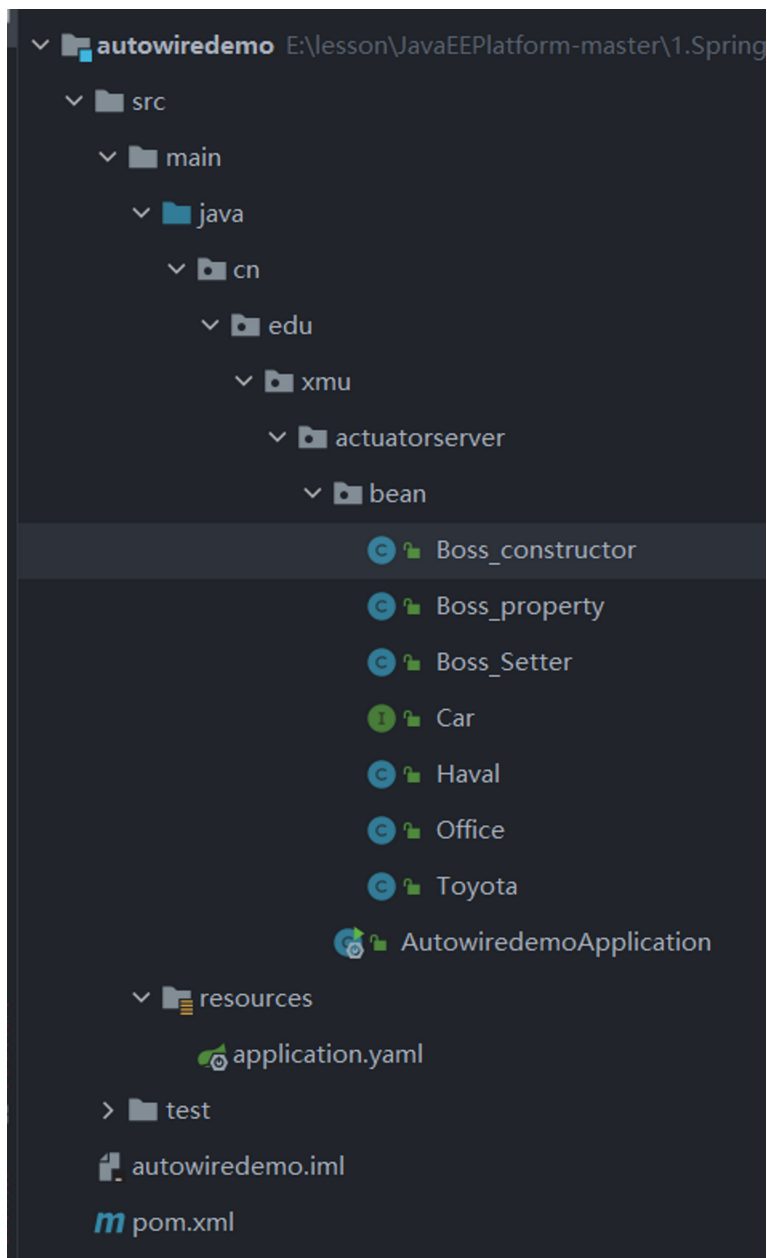 autowiredemo E:\lesson\JavaEEPlatform-master\1.Spring
src
main
java
cn
edu
xmu
actuatorserver
bean
C Boss_constructor
C Boss_property
C Boss_Setter
I Car
C Haval
C Office
C Toyota
AutowiredemoApplication
resources
application.yaml
test
autowiredemo.iml
m pom.xml